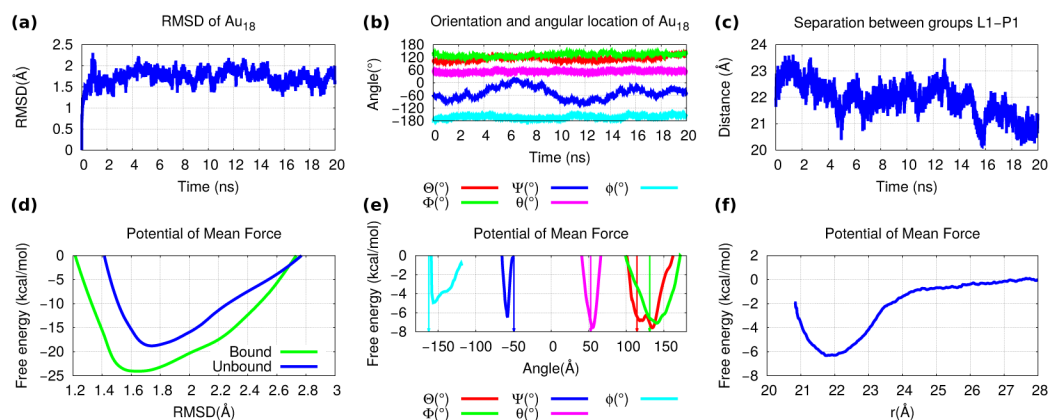 (a)
RMSD of Au18
RMSD(Å)
2.5
2
1.5
1
0.5
0
0 2 4 6 8 10 12 14 16 18 20
Time (ns)
(b)
Orientation and angular location of Au18
Angle(°)
180
120
60
0
−60
−120
−180
0 2 4 6 8 10 12 14 16 18 20
Time (ns)
Θ(°) Ψ(°) ϕ(°)
Φ(°) θ(°)
(c)
Separation between groups L1−P1
Distance (Å)
24
23
22
21
20
0 2 4 6 8 10 12 14 16 18 20
Time (ns)
(d)
Potential of Mean Force
Free energy (kcal/mol)
0
−5
−10
−15
−20
−25
Bound
Unbound
1.2 1.4 1.6 1.8 2 2.2 2.4 2.6 2.8 3
RMSD(Å)
(e)
Potential of Mean Force
Free energy (kcal/mol)
0
−2
−4
−6
−8
−150 −100 −50 0 50 100 150
Angle(Å)
Θ(°) Ψ(°) ϕ(°)
Φ(°) θ(°)
(f)
Potential of Mean Force
Free energy (kcal/mol)
2
0
−2
−4
−6
−8
20 21 22 23 24 25 26 27 28
r(Å)